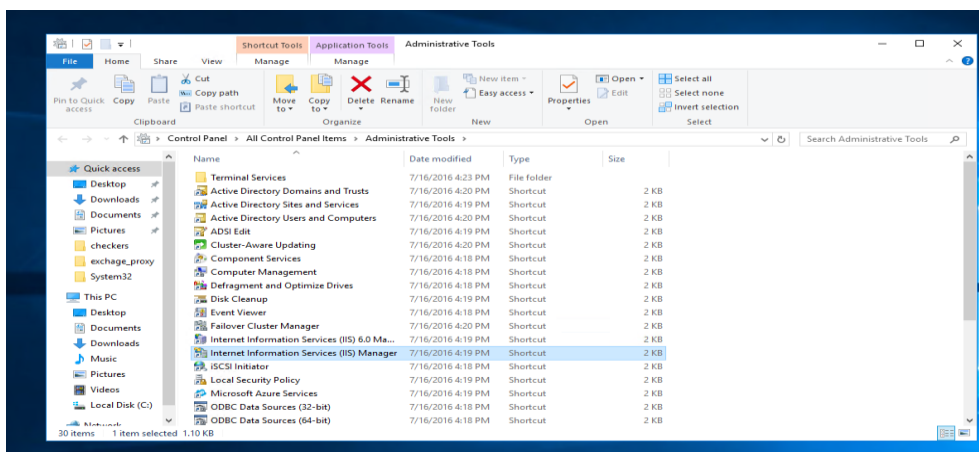 Shortcut Tools Application Tools Administrative Tools
File Home Share View Manage Manage
Pin to Quick access Copy Paste
Cut
Copy path
Paste shortcut
Move to Copy to Delete Rename
New folder
New item
Easy access
Properties
Open
Edit
Select all
Select none
Invert selection
Clipboard Organize New Open Select
Control Panel > All Control Panel Items > Administrative Tools >
Search Administrative Tools
Quick access
Desktop
Downloads
Documents
Pictures
checkers
exchage_proxy
System32
This PC
Desktop
Documents
Downloads
Music
Pictures
Videos
Local Disk (C:)
Network
Name Date modified Type Size
Terminal Services 7/16/2016 4:23 PM File folder
Active Directory Domains and Trusts 7/16/2016 4:20 PM Shortcut 2 KB
Active Directory Sites and Services 7/16/2016 4:19 PM Shortcut 2 KB
Active Directory Users and Computers 7/16/2016 4:20 PM Shortcut 2 KB
ADSI Edit 7/16/2016 4:19 PM Shortcut 2 KB
Cluster-Aware Updating 7/16/2016 4:20 PM Shortcut 2 KB
Component Services 7/16/2016 4:18 PM Shortcut 2 KB
Computer Management 7/16/2016 4:18 PM Shortcut 2 KB
Defragment and Optimize Drives 7/16/2016 4:18 PM Shortcut 2 KB
Disk Cleanup 7/16/2016 4:19 PM Shortcut 2 KB
Event Viewer 7/16/2016 4:18 PM Shortcut 2 KB
Failover Cluster Manager 7/16/2016 4:20 PM Shortcut 2 KB
Internet Information Services (IIS) 6.0 Ma... 7/16/2016 4:19 PM Shortcut 2 KB
Internet Information Services (IIS) Manager 7/16/2016 4:19 PM Shortcut 2 KB
iSCSI Initiator 7/16/2016 4:18 PM Shortcut 2 KB
Local Security Policy 7/16/2016 4:19 PM Shortcut 2 KB
Microsoft Azure Services 7/16/2016 4:19 PM Shortcut 2 KB
ODBC Data Sources (32-bit) 7/16/2016 4:18 PM Shortcut 2 KB
ODBC Data Sources (64-bit) 7/16/2016 4:18 PM Shortcut 2 KB
30 items 1 item selected 1.10 KB